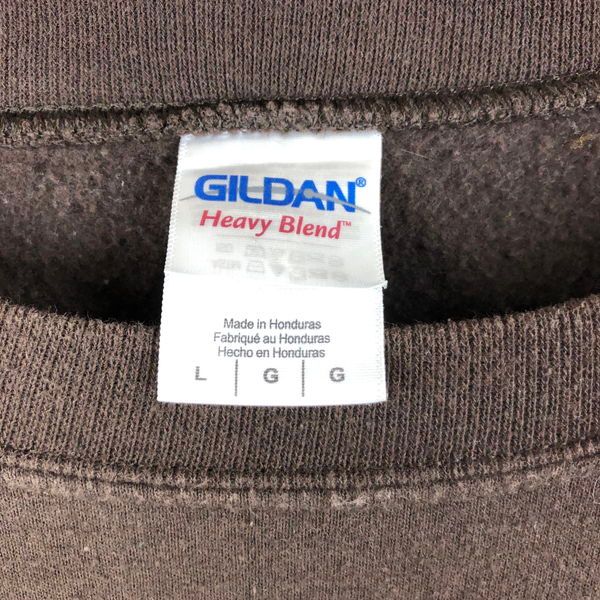 GILDAN®
Heavy Blend™
Made in Honduras
Fabriqué au Honduras
Hecho en Honduras
L | G | G